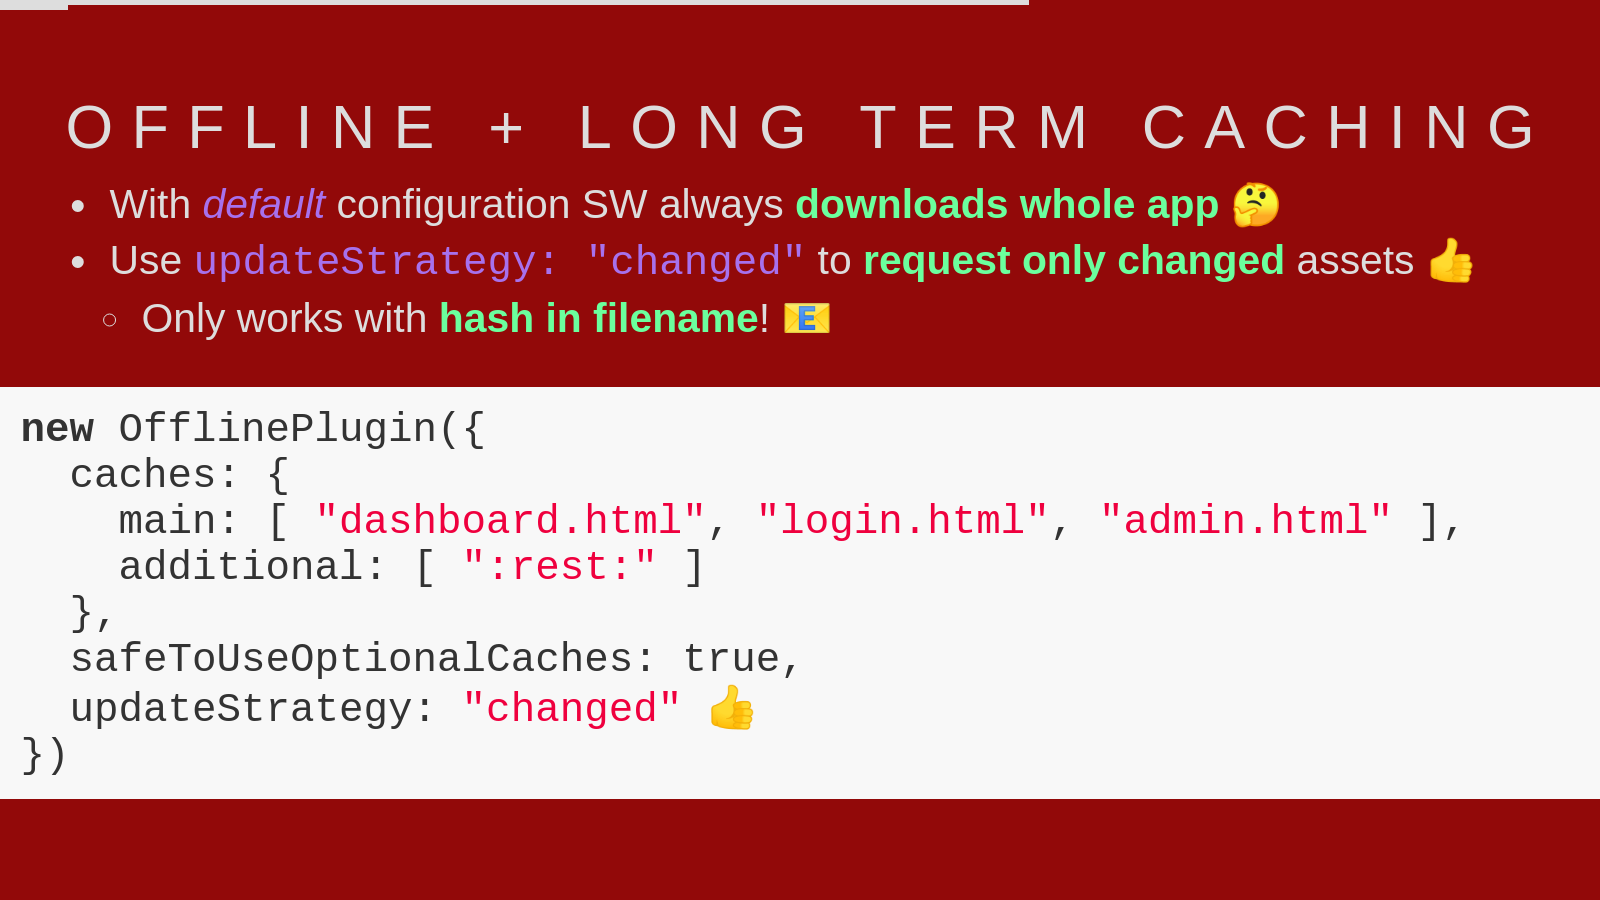 OFFLINE + LONG TERM CACHING
• With default configuration SW always downloads whole app 🤔
• Use updateStrategy: "changed" to request only changed assets 👍
○ Only works with hash in filename! 📧
new OfflinePlugin({
  caches: {
    main: [ "dashboard.html", "login.html", "admin.html" ],
    additional: [ ":rest:" ]
  },
  safeToUseOptionalCaches: true,
  updateStrategy: "changed" 👍
})